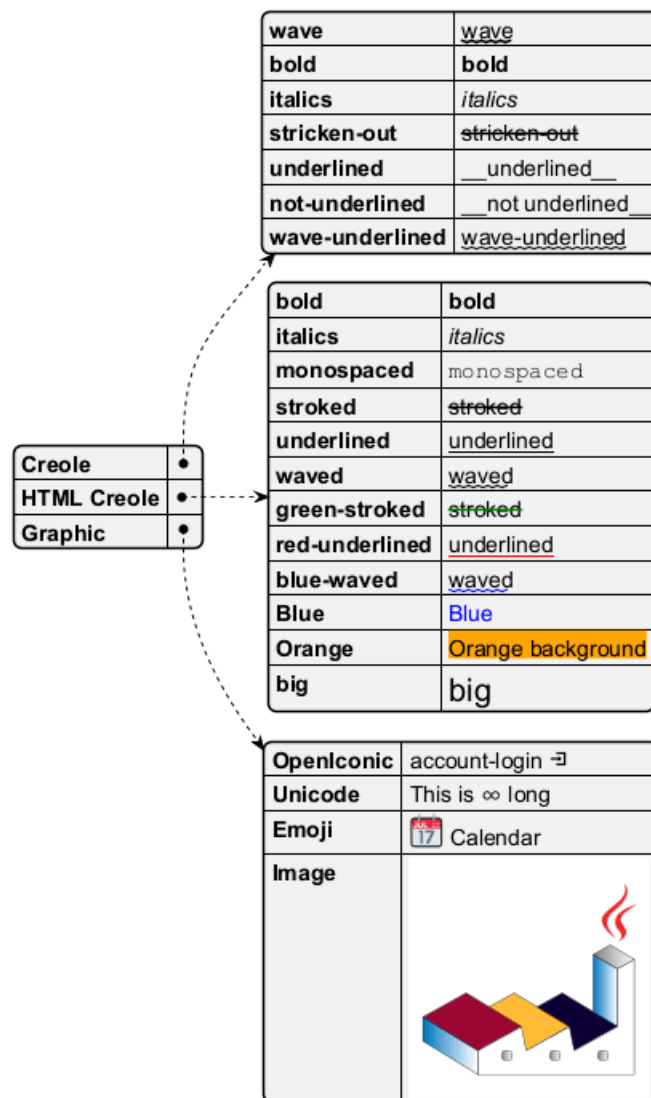 wave wave
bold bold
italics italics
stricken-out stricken-out
underlined __underlined__
not-underlined __not underlined__
wave-underlined wave-underlined
bold bold
italics italics
monospaced monospaced
stroked stroked
underlined underlined
waved waved
green-stroked stroked
red-underlined underlined
blue-waved waved
Blue Blue
Orange Orange background
big big
Creole
HTML Creole
Graphic
OpenIconic account-login
Unicode This is ∞ long
Emoji JUL 17 Calendar
Image